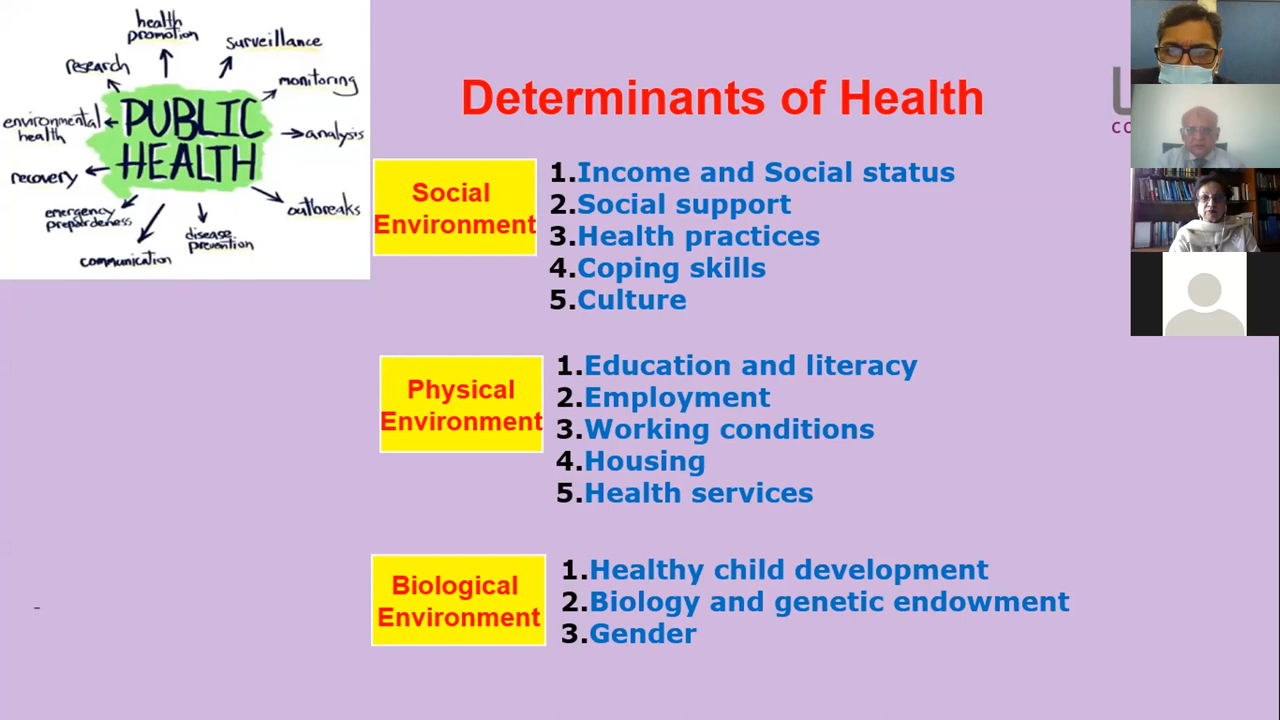 health
promotion
surveillance
research
monitoring
environmental
health
PUBLIC
HEALTH
analysis
recovery
outbreaks
emergency
preparedness
disease
prevention
communication
Determinants of Health
CO
Social
Environment
1.Income and Social status
2.Social support
3.Health practices
4.Coping skills
5.Culture
Physical
Environment
1.Education and literacy
2.Employment
3.Working conditions
4.Housing
5.Health services
Biological
Environment
1.Healthy child development
2.Biology and genetic endowment
3.Gender